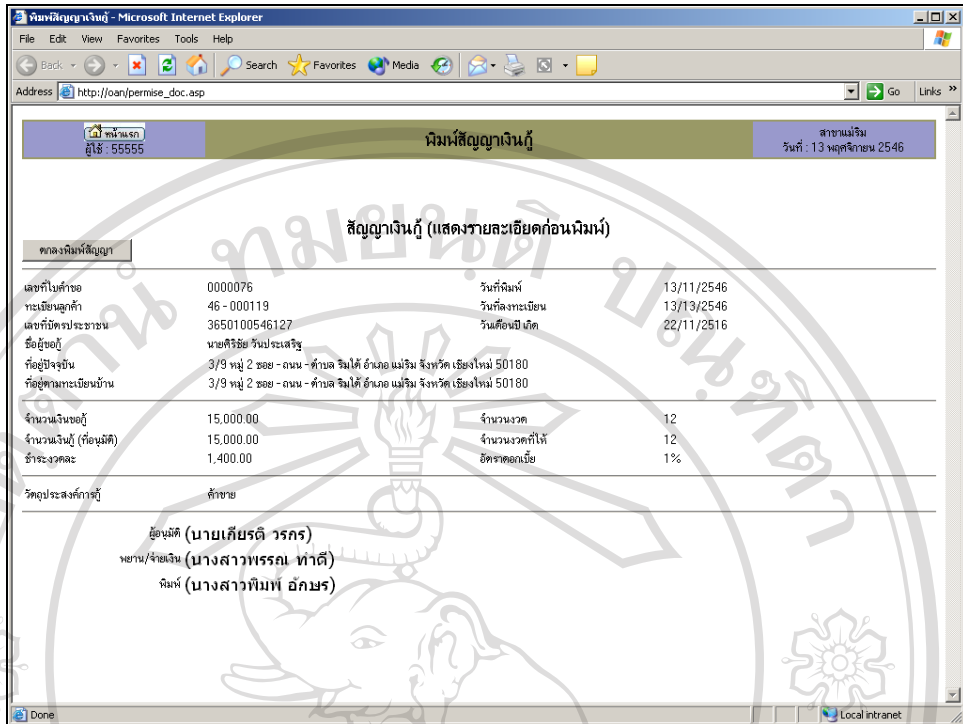 พิมพ์สัญญาเงินกู้ - Microsoft Internet Explorer
File Edit View Favorites Tools Help
Back Search Favorites Media
Address http://oan/permise_doc.asp Go Links »
หน้าแรก
ผู้ใช้ : 55555
พิมพ์สัญญาเงินกู้
สาขาแม่ริม
วันที่ : 13 พฤศจิกายน 2546
สัญญาเงินกู้ (แสดงรายละเอียดก่อนพิมพ์)
ตกลงพิมพ์สัญญา
เลขที่ใบคำขอ 0000076 วันที่พิมพ์ 13/11/2546
ทะเบียนลูกค้า 46 - 000119 วันที่ลงทะเบียน 13/13/2546
เลขที่บัตรประชาชน 3650100546127 วันเดือนปี เกิด 22/11/2516
ชื่อผู้ขอกู้ นายศิริชัย วันประเสริฐ
ที่อยู่ปัจจุบัน 3/9 หมู่ 2 ซอย - ถนน - ตำบล ริมใต้ อำเภอ แม่ริม จังหวัด เชียงใหม่ 50180
ที่อยู่ตามทะเบียนบ้าน 3/9 หมู่ 2 ซอย - ถนน - ตำบล ริมใต้ อำเภอ แม่ริม จังหวัด เชียงใหม่ 50180
จำนวนเงินขอกู้ 15,000.00 จำนวนงวด 12
จำนวนเงินกู้ (ที่อนุมัติ) 15,000.00 จำนวนงวดที่ให้ 12
ชำระงวดละ 1,400.00 อัตราดอกเบี้ย 1%
วัตถุประสงค์การกู้ ค้าขาย
ผู้อนุมัติ (นายเกียรติ วรกร)
พยาน/จ่ายเงิน (นางสาวพรรณ ทำดี)
พิมพ์ (นางสาวพิมพ์ อักษร)
Done Local intranet